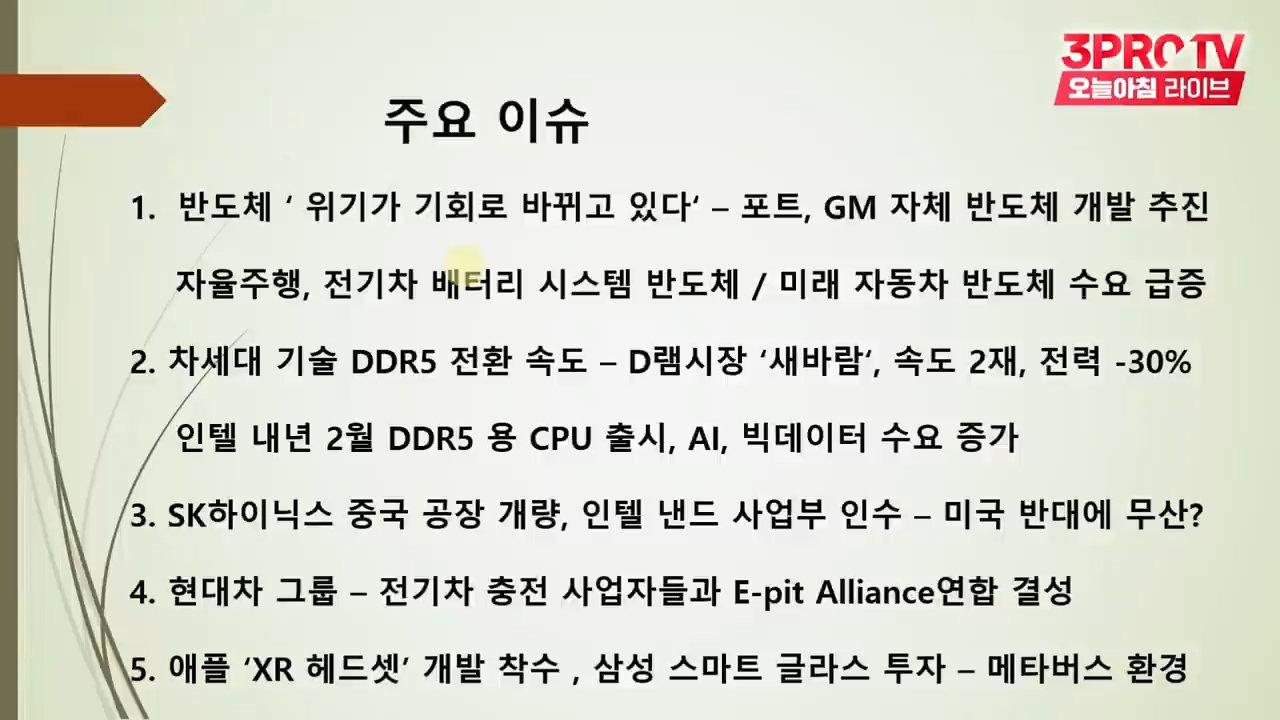 3PRO TV
오늘아침 라이브
주요 이슈
1. 반도체 ‘ 위기가 기회로 바뀌고 있다‘ – 포트, GM 자체 반도체 개발 추진
자율주행, 전기차 배터리 시스템 반도체 / 미래 자동차 반도체 수요 급증
2. 차세대 기술 DDR5 전환 속도 – D램시장 ‘새바람‘, 속도 2재, 전력 -30%
인텔 내년 2월 DDR5 용 CPU 출시, AI, 빅데이터 수요 증가
3. SK하이닉스 중국 공장 개량, 인텔 낸드 사업부 인수 – 미국 반대에 무산?
4. 현대차 그룹 – 전기차 충전 사업자들과 E-pit Alliance연합 결성
5. 애플 ‘XR 헤드셋’ 개발 착수 , 삼성 스마트 글라스 투자 – 메타버스 환경